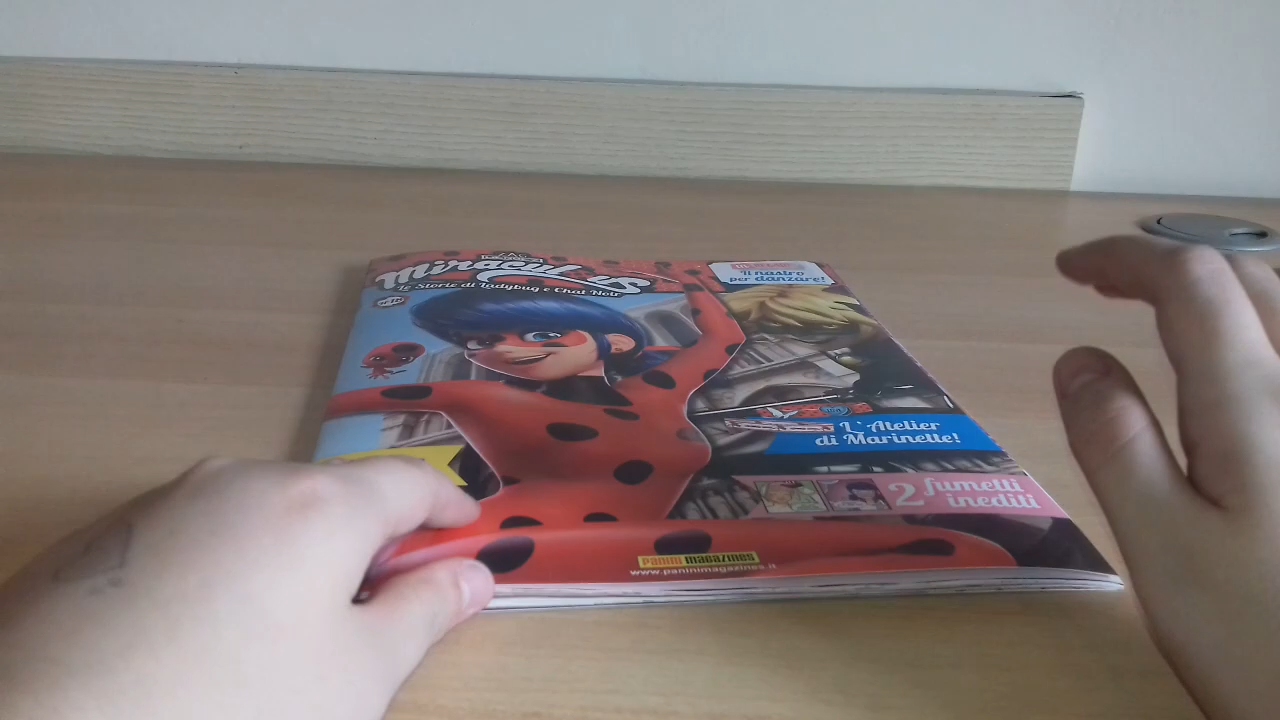 Miraculous
Le Storie di Ladybug e Chat Noir
Il nastro
per danzare!
L'Atelier
di Marinette!
2 fumetti
inediti
PANINI MAGAZINES
www.paninimagazines.it